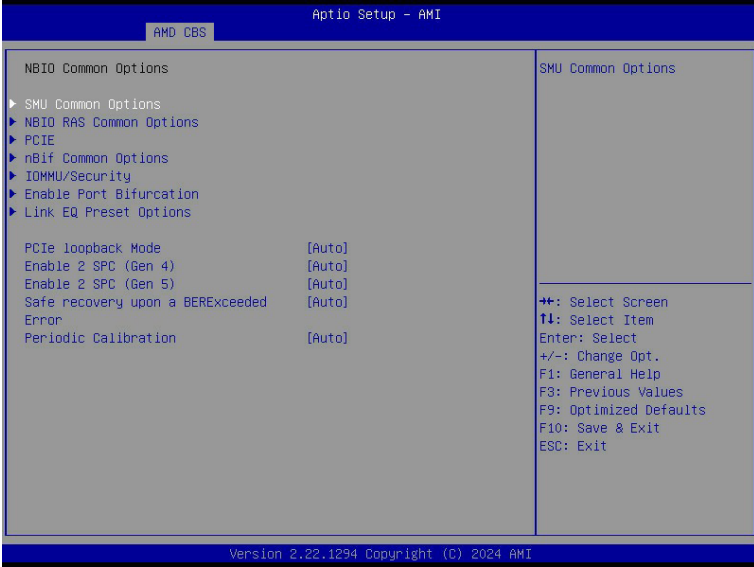 Aptio Setup – AMI
AMD CBS
NBIO Common Options
SMU Common Options
NBIO RAS Common Options
PCIE
nBif Common Options
IOMMU/Security
Enable Port Bifurcation
Link EQ Preset Options
PCIe loopback Mode [Auto]
Enable 2 SPC (Gen 4) [Auto]
Enable 2 SPC (Gen 5) [Auto]
Safe recovery upon a BERExceeded [Auto]
Error
Periodic Calibration [Auto]
SMU Common Options
→←: Select Screen
↑↓: Select Item
Enter: Select
+/-: Change Opt.
F1: General Help
F3: Previous Values
F9: Optimized Defaults
F10: Save & Exit
ESC: Exit
Version 2.22.1294 Copyright (C) 2024 AMI